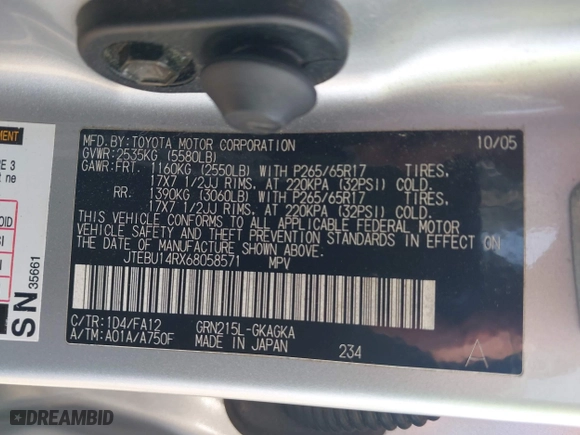 MFD.BY:TOYOTA MOTOR CORPORATION 10/05
GVWR:2535KG (5580LB)
GAWR:FRT. 1160KG (2550LB) WITH P265/65R17 TIRES,
17X7 1/2JJ RIMS, AT 220KPA (32PSI) COLD.
RR. 1390KG (3060LB) WITH P265/65R17 TIRES,
17X7 1/2JJ RIMS, AT 220KPA (32PSI) COLD.
THIS VEHICLE CONFORMS TO ALL APPLICABLE FEDERAL MOTOR
VEHICLE SAFETY AND THEFT PREVENTION STANDARDS IN EFFECT ON
THE DATE OF MANUFACTURE SHOWN ABOVE.
JTEBU14RX68058571 MPV
C/TR:1D4/FA12 GRN215L-GKAGKA
A/TM:A01A/A750F MADE IN JAPAN 234 A
SN 35661
DREAMBID